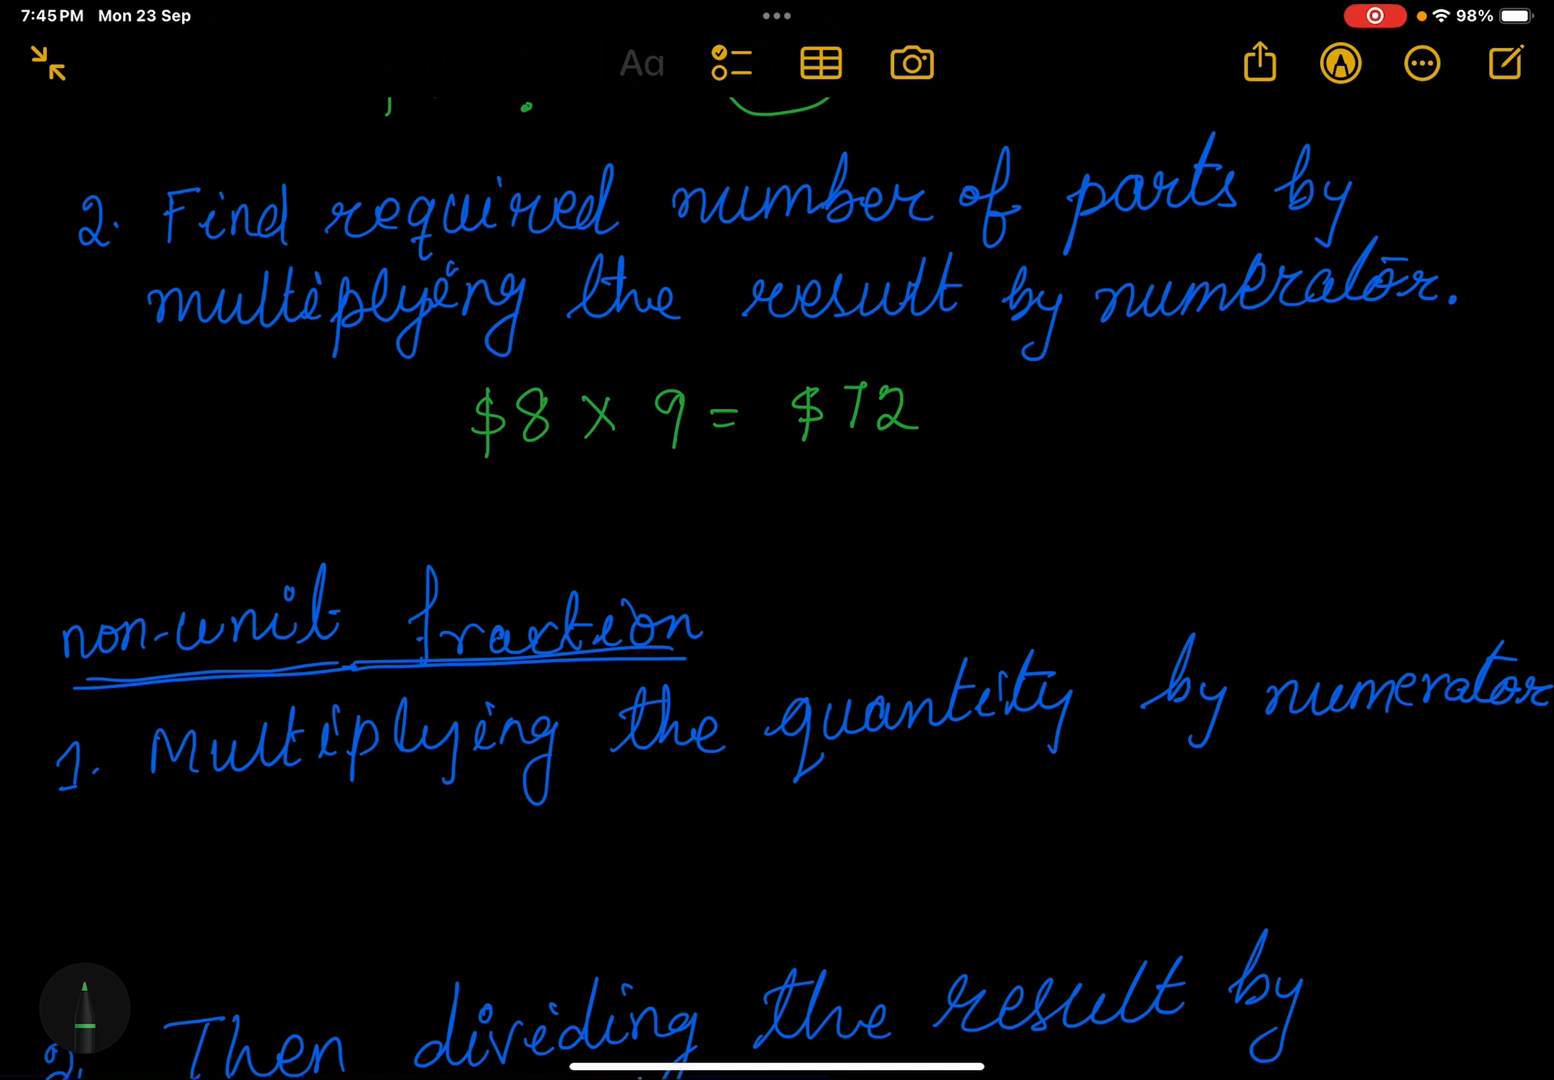 7:45 PM Mon 23 Sep
98%
Aa
2. Find required number of parts by
multiplying the result by numerator.
$8 × 9 = $72
non-unit fraction
1. Multiplying the quantity by numerator
2. Then dividing the result by